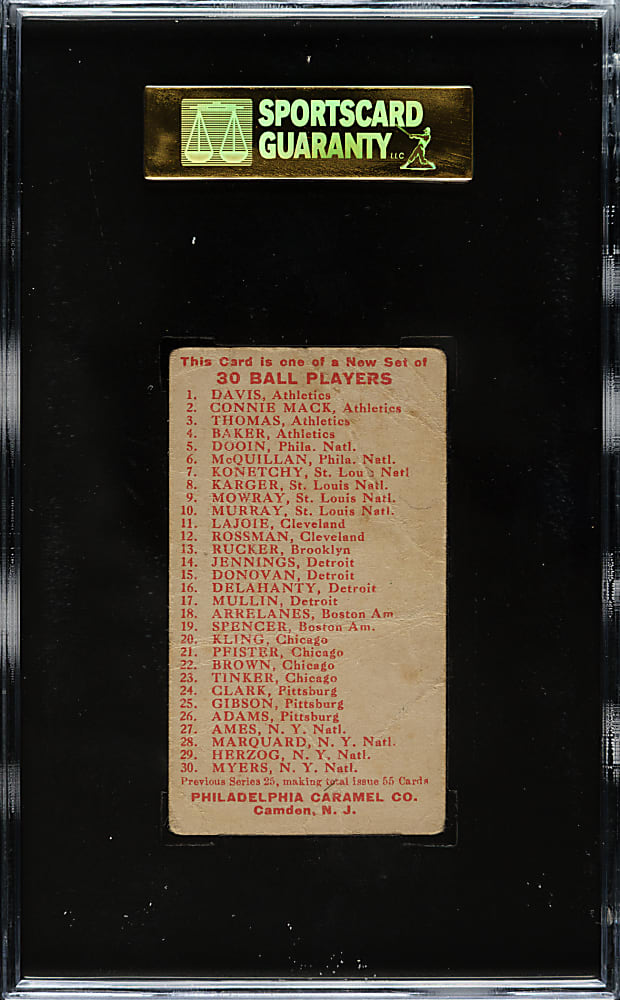 SPORTSCARD
GUARANTY LLC
This Card is one of a New Set of
30 BALL PLAYERS
1. DAVIS, Athletics
2. CONNIE MACK, Athletics
3. THOMAS, Athletics
4. BAKER, Athletics
5. DOOIN, Phila. Natl.
6. McQUILLAN, Phila. Natl.
7. KONETCHY, St. Natl
8. KARGER, St. Louis Natl.
9. MOWRAY, St. Louis Natl.
10. MURRAY, St. Louis Natl.
11. LAJOIE, Cleveland
12. ROSSMAN, Cleveland
13. RUCKER, Brooklyn
14. JENNINGS, Detroit
15. DONOVAN, Detroit
16. DELAHANTY, Detroit
17. MULLIN, Detroit
18. ARRELANES, Boston Am
19. SPENCER, Boston Am.
20. KLING, Chicago
21. PFISTER, Chicago
22. BROWN, Chicago
23. TINKER, Chicago
24. CLARK, Pittsburg
25. GIBSON, Pittsburg
26. ADAMS, Pittsburg
27. AMES, N. Y. Natl.
28. MARQUARD, N. Y. Natl.
29. HERZOG, N. Y. Natl.
30. MYERS, N. Y. Natl.
Previous Series 25, making total issue 55 Cards
PHILADELPHIA CARAMEL CO.
Camden, N. J.